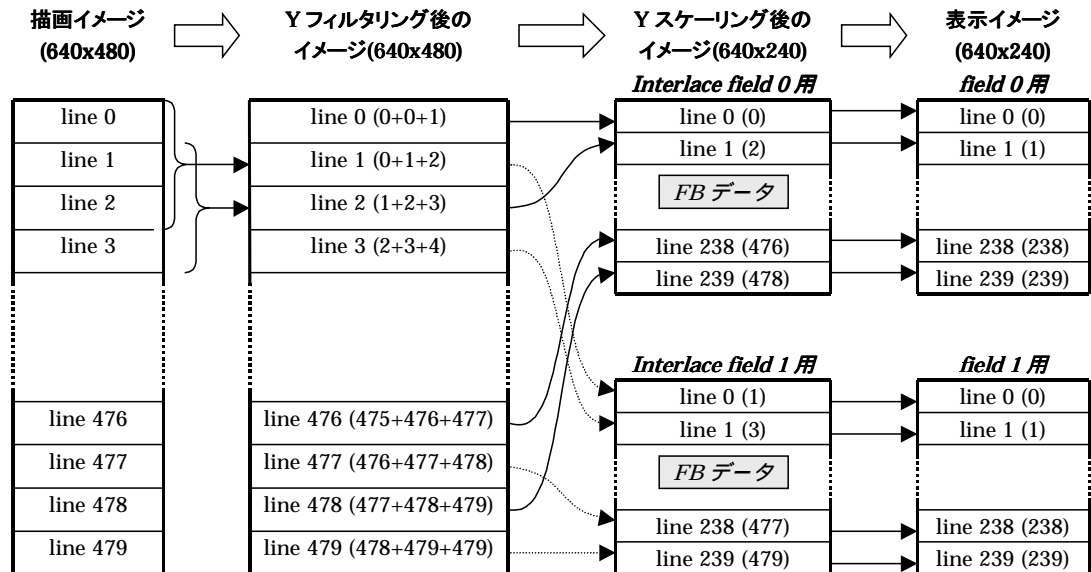 描画イメージ
(640x480)
Y フィルタリング後の
イメージ(640x480)
Y スケーリング後の
イメージ(640x240)
表示イメージ
(640x240)
line 0
line 1
line 2
line 3
line 476
line 477
line 478
line 479
line 0 (0+0+1)
line 1 (0+1+2)
line 2 (1+2+3)
line 3 (2+3+4)
line 476 (475+476+477)
line 477 (476+477+478)
line 478 (477+478+479)
line 479 (478+479+479)
Interlace field 0 用
line 0 (0)
line 1 (2)
FB データ
line 238 (476)
line 239 (478)
Interlace field 1 用
line 0 (1)
line 1 (3)
FB データ
line 238 (477)
line 239 (479)
field 0 用
line 0 (0)
line 1 (1)
line 238 (238)
line 239 (239)
field 1 用
line 0 (0)
line 1 (1)
line 238 (238)
line 239 (239)